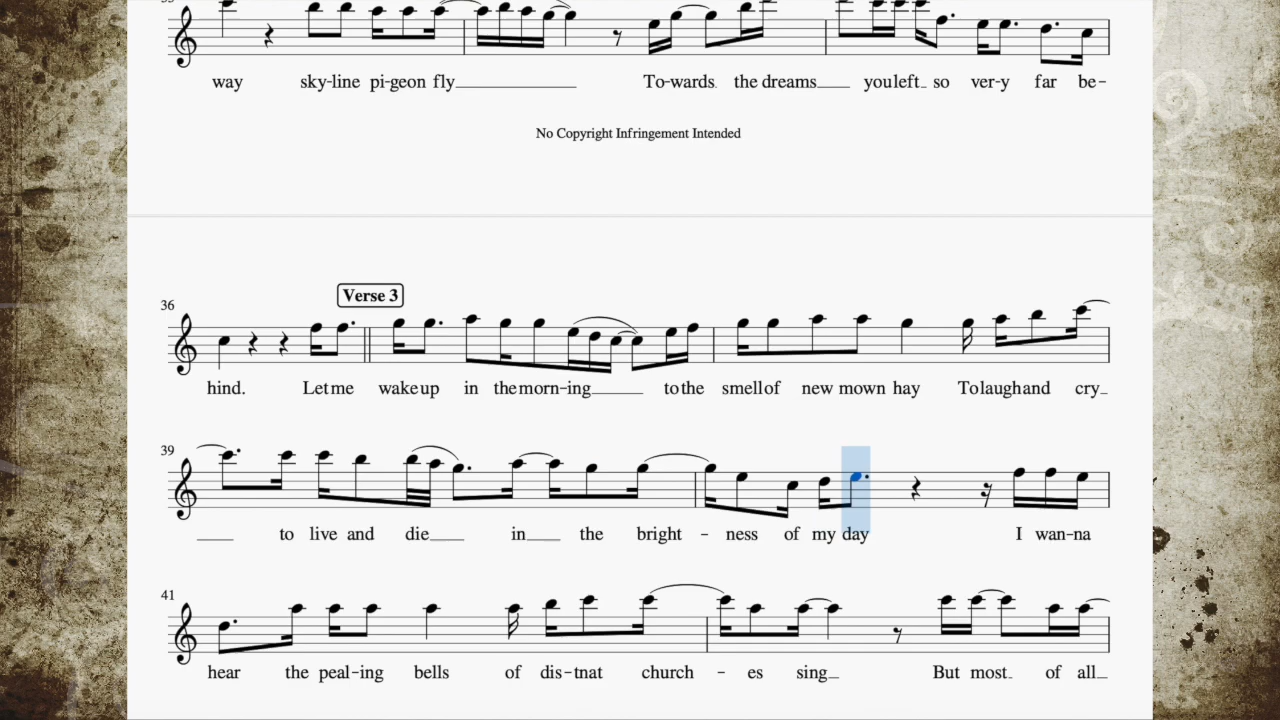 way sky-line pi-geon fly To-wards the dreams you left so ver-y far be-
No Copyright Infringement Intended
36
Verse 3
hind. Let me wake up in the morn-ing to the smell of new mown hay To laugh and cry
39
to live and die in the bright - ness of my day I wan-na
41
hear the peal-ing bells of dis-tnat church - es sing But most of all